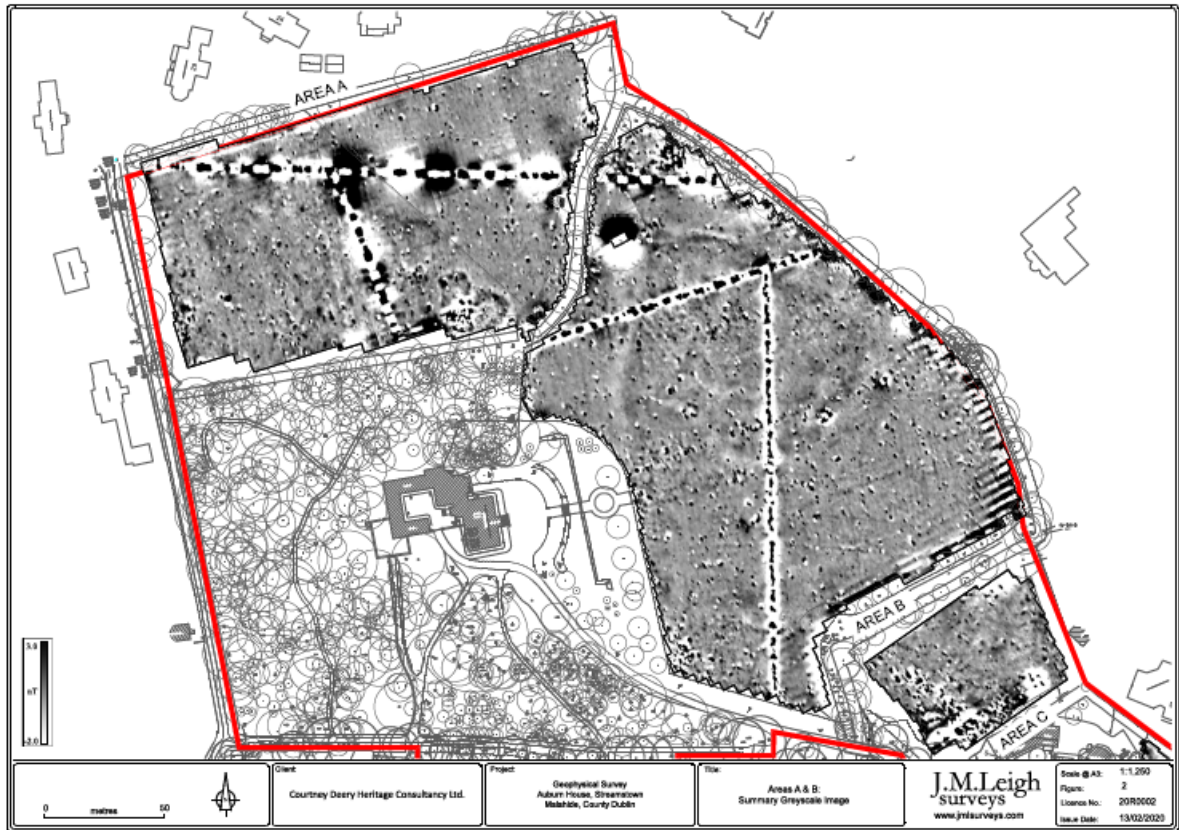 AREA A
AREA B
AREA C
3.0
nT
-2.0
0 metres 50
Client
Courtney Deery Heritage Consultancy Ltd.
Project
Geophysical Survey
Auburn House, Streamstown
Malahide, County Dublin
Title:
Areas A & B:
Summary Greyscale Image
J.M.Leigh
surveys
www.jmlsurveys.com
Scale @ A3: 1:1,250
Figure: 2
Licence No.: 20R0002
Issue Date: 13/02/2020